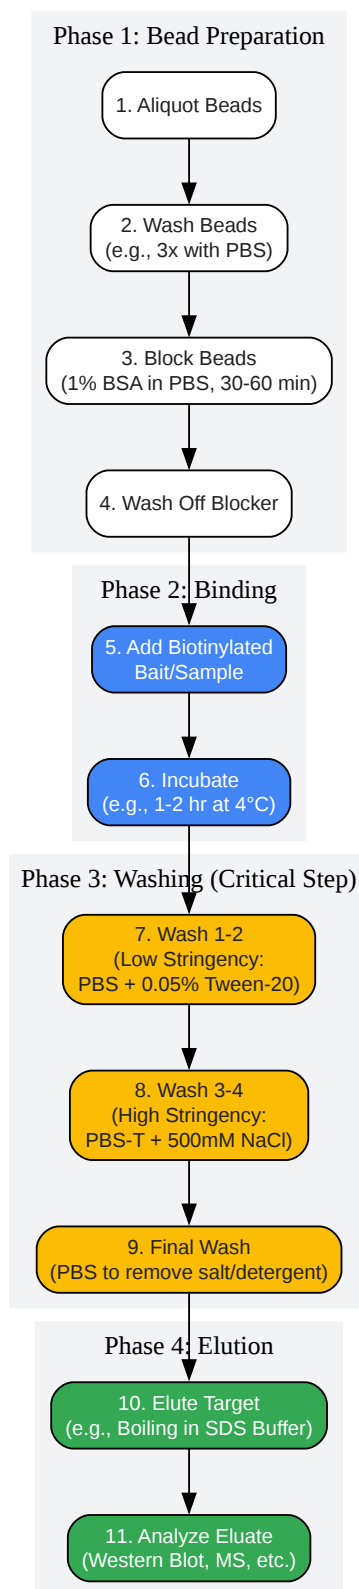 Phase 1: Bead Preparation
1. Aliquot Beads
2. Wash Beads
(e.g., 3x with PBS)
3. Block Beads
(1% BSA in PBS, 30-60 min)
4. Wash Off Blocker
Phase 2: Binding
5. Add Biotinylated
Bait/Sample
6. Incubate
(e.g., 1-2 hr at 4°C)
Phase 3: Washing (Critical Step)
7. Wash 1-2
(Low Stringency:
PBS + 0.05% Tween-20)
8. Wash 3-4
(High Stringency:
PBS-T + 500mM NaCl)
9. Final Wash
(PBS to remove salt/detergent)
Phase 4: Elution
10. Elute Target
(e.g., Boiling in SDS Buffer)
11. Analyze Eluate
(Western Blot, MS, etc.)